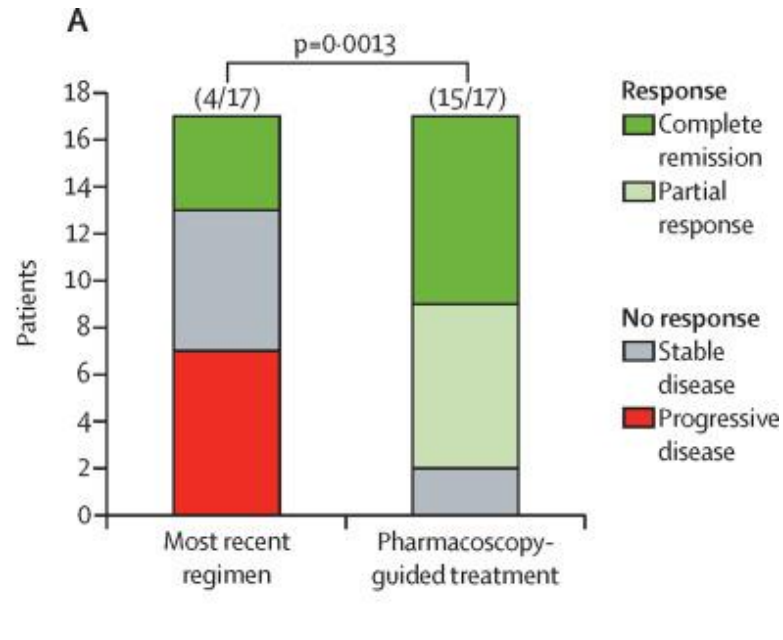 A
p=0·0013
(4/17)
(15/17)
18
16
14
12
10
8
6
4
2
0
Patients
Most recent
regimen
Pharmacoscopy-
guided treatment
Response
Complete
remission
Partial
response
No response
Stable
disease
Progressive
disease